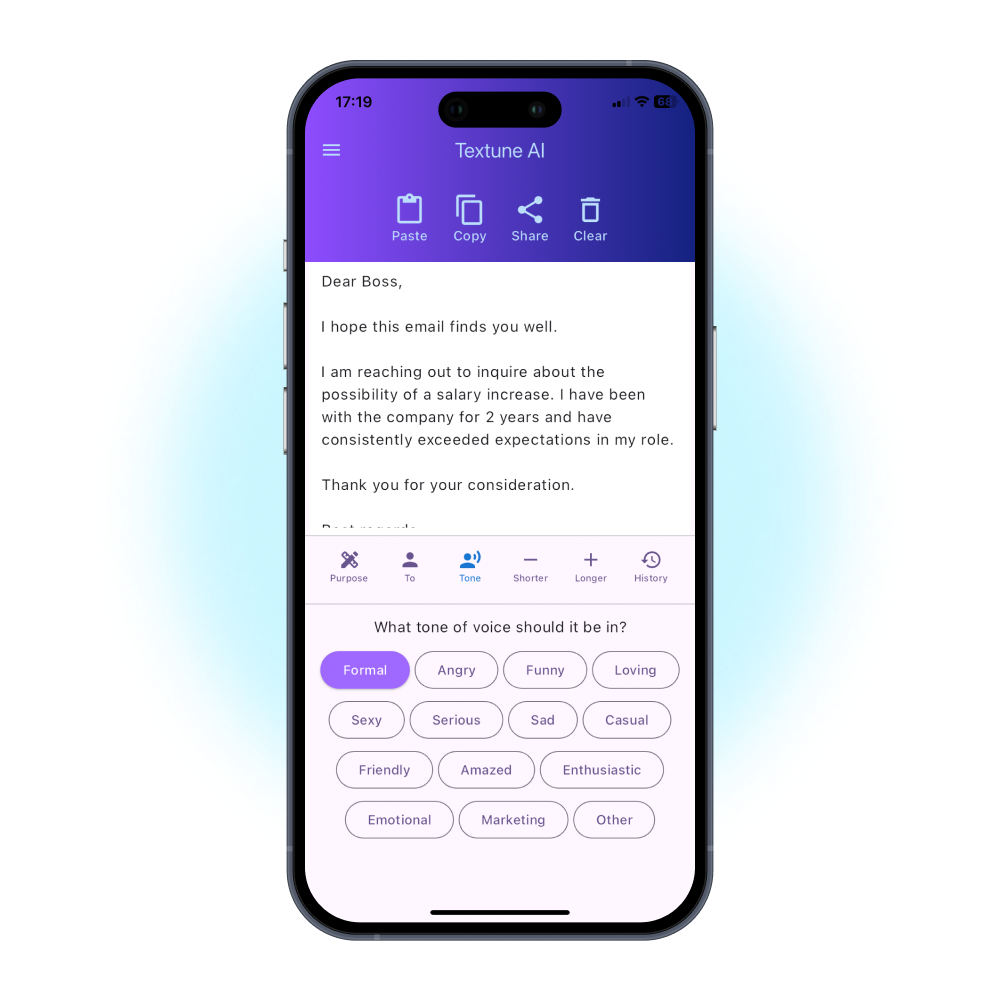 17:19
68
Textune AI
Paste Copy Share Clear
Dear Boss,
I hope this email finds you well.
I am reaching out to inquire about the
possibility of a salary increase. I have been
with the company for 2 years and have
consistently exceeded expectations in my role.
Thank you for your consideration.
Best regards
Purpose To Tone Shorter Longer History
What tone of voice should it be in?
Formal Angry Funny Loving
Sexy Serious Sad Casual
Friendly Amazed Enthusiastic
Emotional Marketing Other